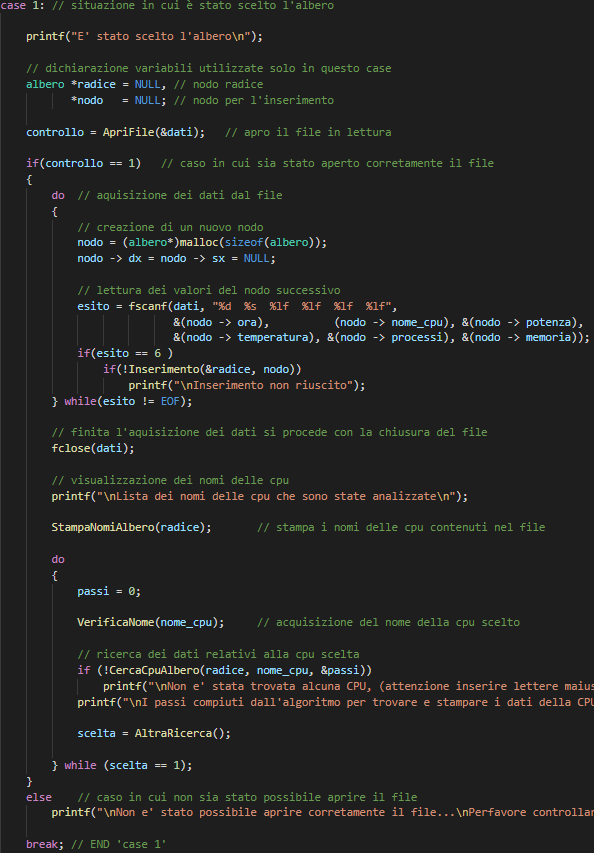 case 1: // situazione in cui è stato scelto l'albero
printf("E' stato scelto l'albero\n");
// dichiarazione variabili utilizzate solo in questo case
albero *radice = NULL, // nodo radice
*nodo   = NULL; // nodo per l'inserimento
controllo = ApriFile(&dati);   // apro il file in lettura
if(controllo == 1)   // caso in cui sia stato aperto correttamente il file
{
do  // aquisizione dei dati dal file
{
// creazione di un nuovo nodo
nodo = (albero*)malloc(sizeof(albero));
nodo -> dx = nodo -> sx = NULL;
// lettura dei valori del nodo successivo
esito = fscanf(dati, "%d  %s  %lf  %lf  %lf  %lf",
&(nodo -> ora),          (nodo -> nome_cpu), &(nodo -> potenza),
&(nodo -> temperatura), &(nodo -> processi), &(nodo -> memoria));
if(esito == 6 )
if(!Inserimento(&radice, nodo))
printf("\nInserimento non riuscito");
} while(esito != EOF);
// finita l'aquisizione dei dati si procede con la chiusura del file
fclose(dati);
// visualizzazione dei nomi delle cpu
printf("\nLista dei nomi delle cpu che sono state analizzate\n");
StampaNomiAlbero(radice);       // stampa i nomi delle cpu contenuti nel file
do
{
passi = 0;
VerificaNome(nome_cpu);     // acquisizione del nome della cpu scelto
// ricerca dei dati relativi alla cpu scelta
if (!CercaCpuAlbero(radice, nome_cpu, &passi))
printf("\nNon e' stata trovata alcuna CPU, (attenzione inserire lettere maius
printf("\nI passi compiuti dall'algoritmo per trovare e stampare i dati della CPU
scelta = AltraRicerca();
} while (scelta == 1);
}
else    // caso in cui non sia stato possibile aprire il file
printf("\nNon e' stato possibile aprire correttamente il file...\nPerfavore controllar
break; // END 'case 1'